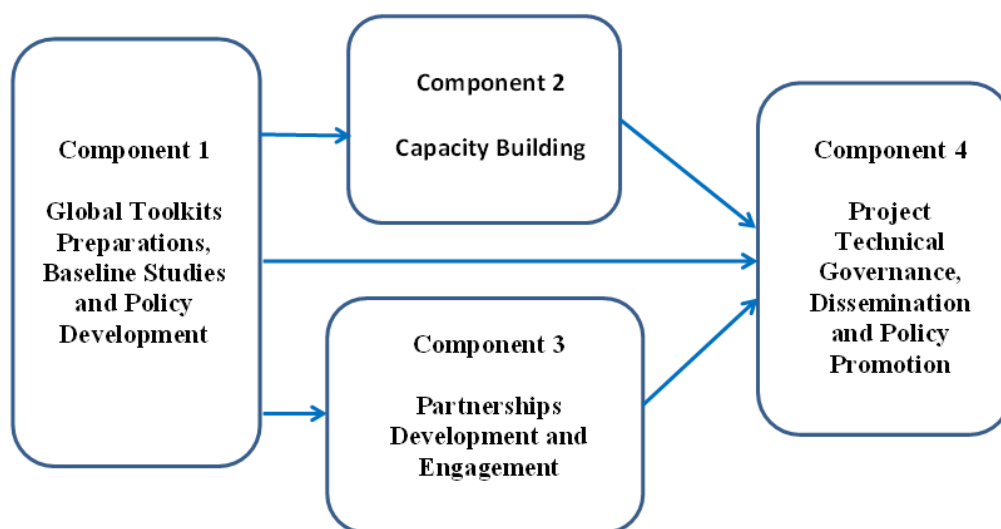 Component 1
Global Toolkits
Preparations,
Baseline Studies
and Policy
Development
Component 2
Capacity Building
Component 3
Partnerships
Development and
Engagement
Component 4
Project
Technical
Governance,
Dissemination
and Policy
Promotion